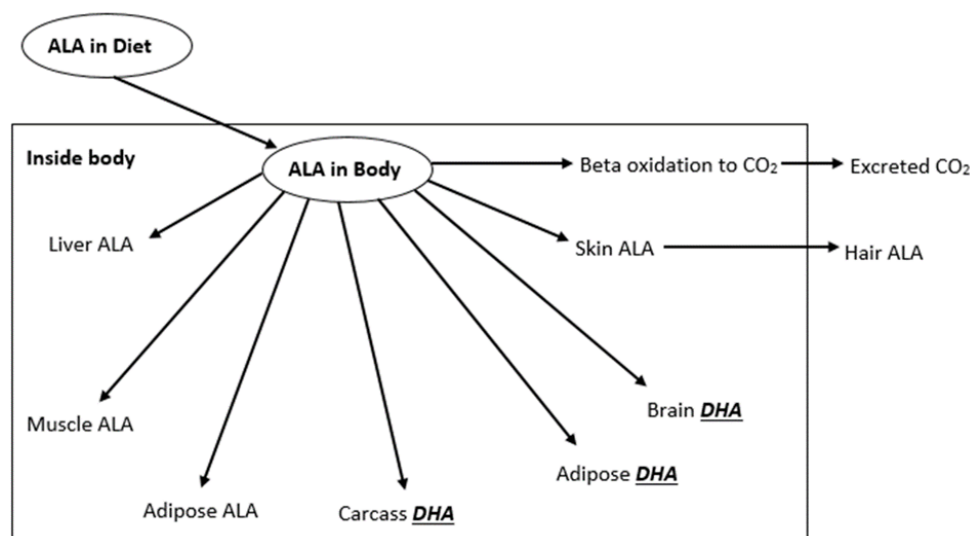 ALA in Diet
Inside body
ALA in Body
Beta oxidation to CO₂
Excreted CO₂
Liver ALA
Skin ALA
Hair ALA
Muscle ALA
Brain DHA
Adipose DHA
Adipose ALA
Carcass DHA